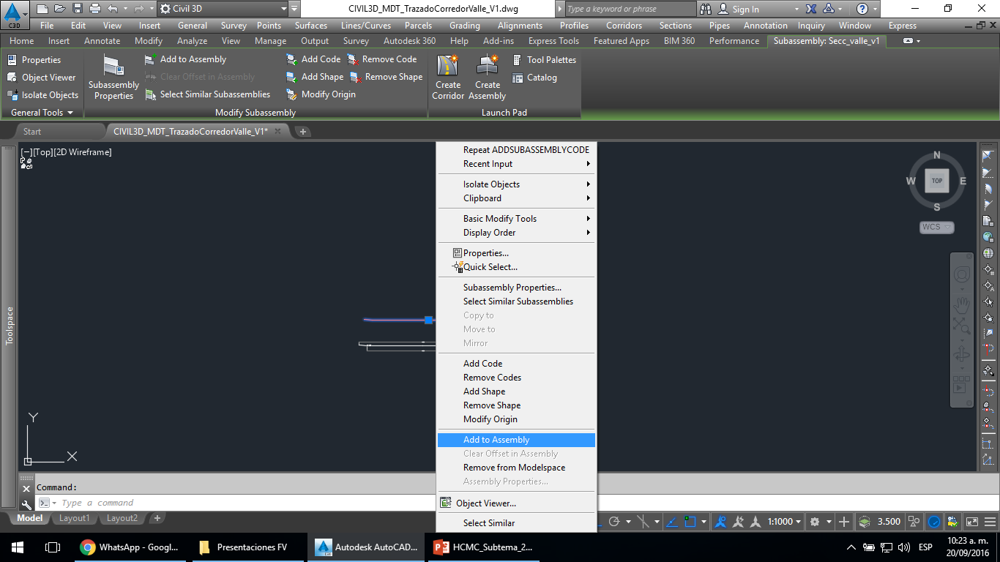 Civil 3D
CIVIL3D_MDT_TrazadoCorredorValle_V1.dwg
Type a keyword or phrase
Sign In
C3D
File Edit View Insert General Survey Points Surfaces Lines/Curves Parcels Grading Alignments Profiles Corridors Sections Pipes Annotation Inquiry Window Express
Home Insert Annotate Modify Analyze View Manage Output Survey Autodesk 360 Help Add-ins Express Tools Featured Apps BIM 360 Performance Subassembly: Secc_valle_v1
Properties
Object Viewer
Isolate Objects
General Tools
Subassembly
Properties
Add to Assembly
Clear Offset in Assembly
Select Similar Subassemblies
Add Code
Remove Code
Add Shape
Remove Shape
Modify Origin
Modify Subassembly
Create
Corridor
Create
Assembly
Tool Palettes
Catalog
Launch Pad
Start
CIVIL3D_MDT_TrazadoCorredorValle_V1*
[−][Top][2D Wireframe]
Toolspace
N
W
TOP
E
S
WCS
Y
X
Repeat ADDSUBASSEMBLYCODE
Recent Input
Isolate Objects
Clipboard
Basic Modify Tools
Display Order
Properties...
Quick Select...
Subassembly Properties...
Select Similar Subassemblies
Copy to
Move to
Mirror
Add Code
Remove Codes
Add Shape
Remove Shape
Modify Origin
Add to Assembly
Clear Offset in Assembly
Remove from Modelspace
Assembly Properties...
Object Viewer...
Select Similar
Command:
Type a command
Model Layout1 Layout2
1:1000
3.500
WhatsApp - Googl...
Presentaciones FV
Autodesk AutoCAD...
HCMC_Subtema_2...
ESP
10:23 a. m.
20/09/2016